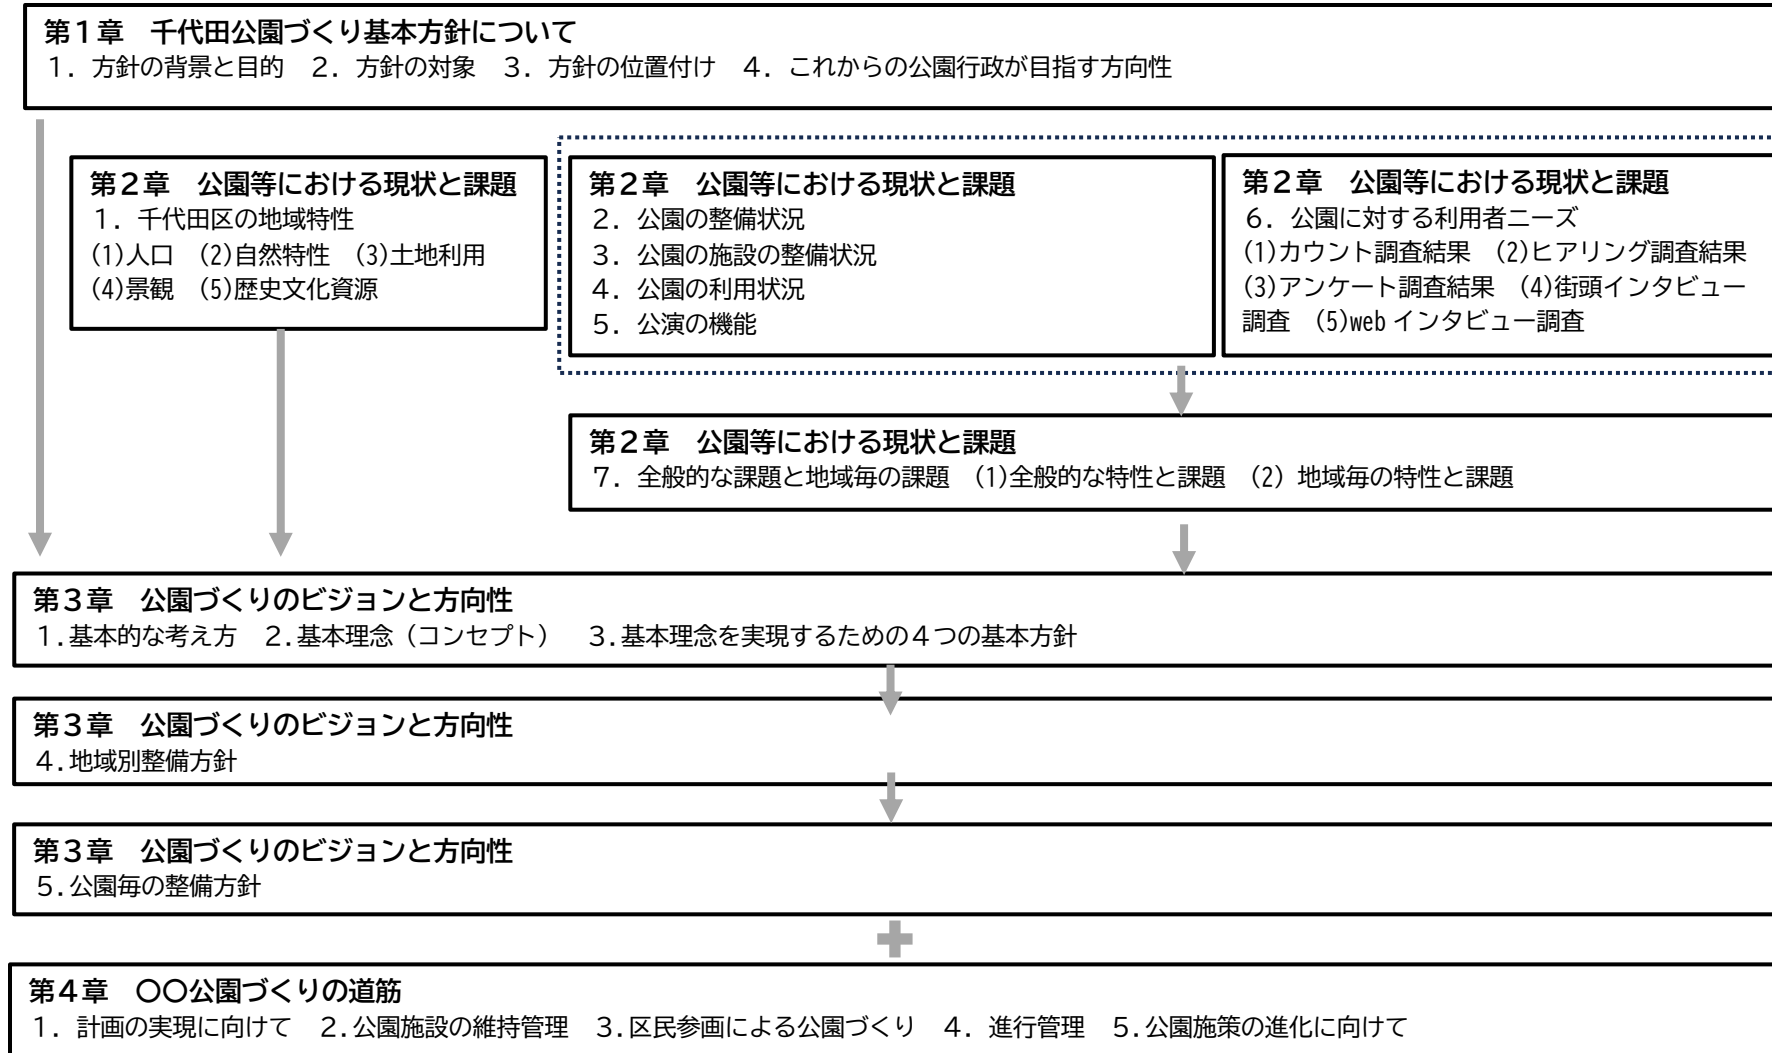 第１章　千代田公園づくり基本方針について
１．方針の背景と目的　２．方針の対象　３．方針の位置付け　４．これからの公園行政が目指す方向性
第２章　公園等における現状と課題
１．千代田区の地域特性
(1)人口　(2)自然特性　(3)土地利用
(4)景観　(5)歴史文化資源
第２章　公園等における現状と課題
２．公園の整備状況
３．公園の施設の整備状況
４．公園の利用状況
５．公演の機能
第２章　公園等における現状と課題
６．公園に対する利用者ニーズ
(1)カウント調査結果　(2)ヒアリング調査結果
(3)アンケート調査結果　(4)街頭インタビュー
調査　(5)web インタビュー調査
第２章　公園等における現状と課題
７．全般的な課題と地域毎の課題　(1)全般的な特性と課題　(2) 地域毎の特性と課題
第３章　公園づくりのビジョンと方向性
１.基本的な考え方　２.基本理念（コンセプト）　３.基本理念を実現するための４つの基本方針
第３章　公園づくりのビジョンと方向性
４.地域別整備方針
第３章　公園づくりのビジョンと方向性
５.公園毎の整備方針
第４章　〇〇公園づくりの道筋
１．計画の実現に向けて　２.公園施設の維持管理　３.区民参画による公園づくり　４．進行管理　５.公園施策の進化に向けて